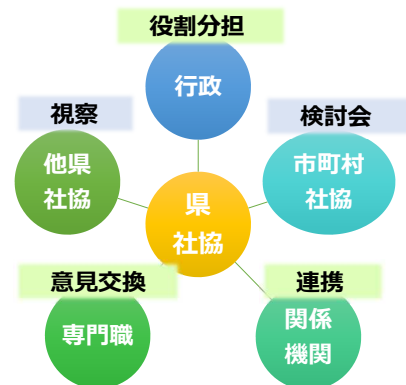 役割分担
行政
視察
他県
社協
検討会
市町村
社協
県
社協
意見交換
専門職
連携
関係
機関